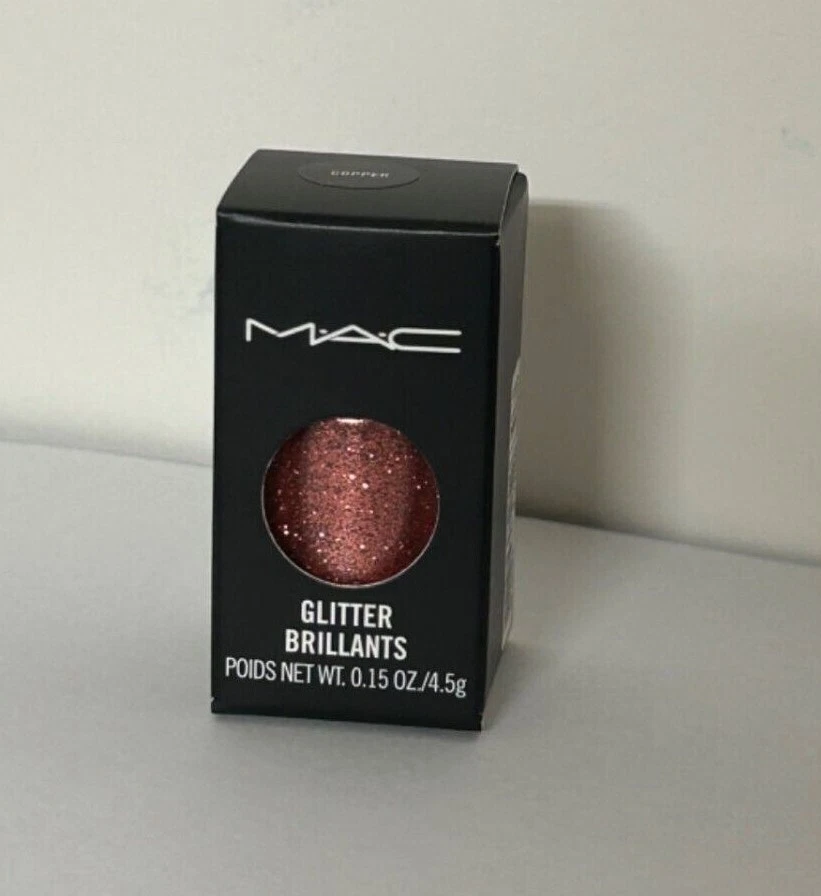 COPPER
M·A·C
GLITTER
BRILLANTS
POIDS NET WT. 0.15 OZ./4.5g